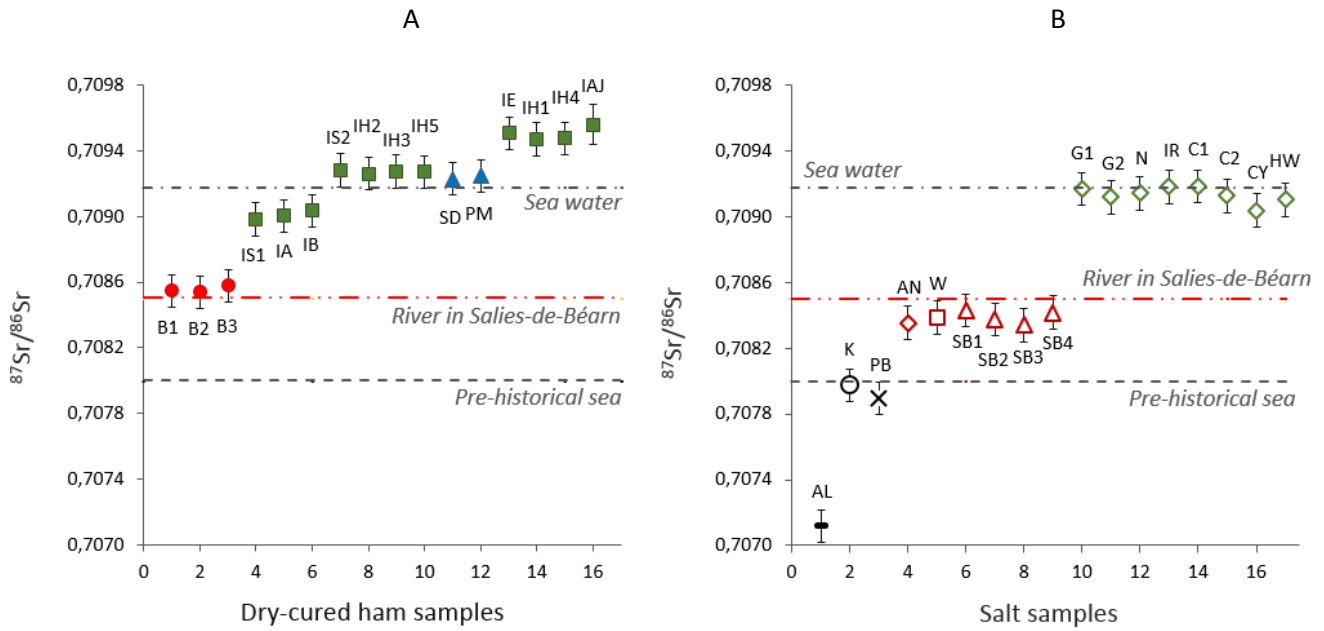 A
0,7098
0,7094
0,7090
0,7086
0,7082
0,7078
0,7074
0,7070
⁸⁷Sr/⁸⁶Sr
0 2 4 6 8 10 12 14 16
Dry-cured ham samples
B1
B2
B3
IS1
IA
IB
IS2
IH2
IH3
IH5
SD
PM
IE
IH1
IH4
IAJ
Sea water
River in Salies-de-Béarn
Pre-historical sea
B
0,7098
0,7094
0,7090
0,7086
0,7082
0,7078
0,7074
0,7070
⁸⁷Sr/⁸⁶Sr
0 2 4 6 8 10 12 14 16
Salt samples
AL
K
PB
AN
W
SB1
SB2
SB3
SB4
G1
G2
N
IR
C1
C2
CY
HW
Sea water
River in Salies-de-Béarn
Pre-historical sea